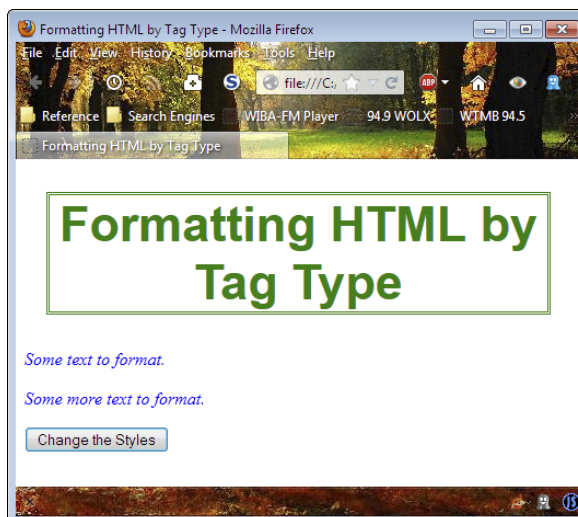 Formatting HTML by Tag Type - Mozilla Firefox
File Edit View History Bookmarks Tools Help
S file:///C:/ ABP
Reference Search Engines WIBA-FM Player 94.9 WOLX WTMB 94.5 »
Formatting HTML by Tag Type
Formatting HTML by
Tag Type
Some text to format.
Some more text to format.
Change the Styles
JS